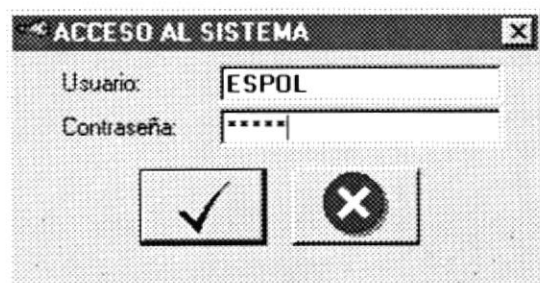 ACCESO AL SISTEMA
Usuario: ESPOL
Contraseña: *****